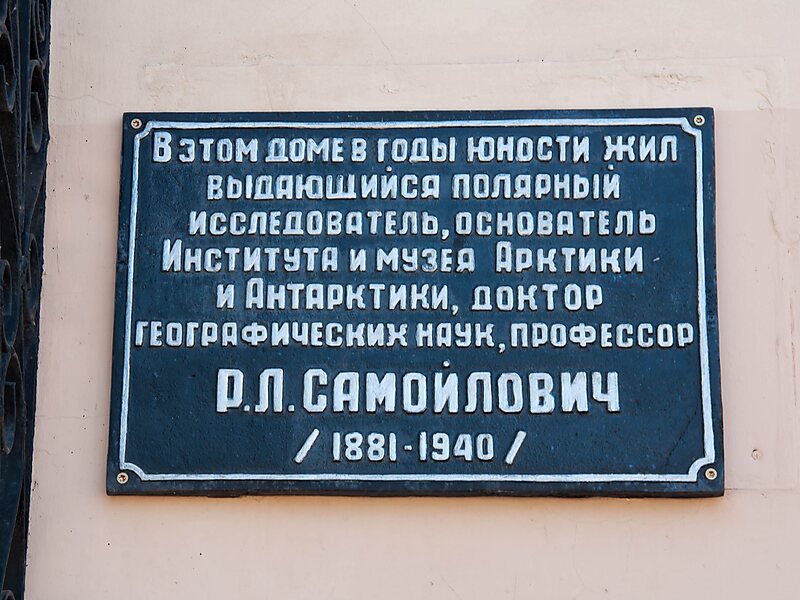 В этом доме в годы юности жил
выдающийся полярный
исследователь, основатель
Института и музея Арктики
и Антарктики, доктор
географических наук, профессор
Р.Л. САМОЙЛОВИЧ
/ 1881-1940 /